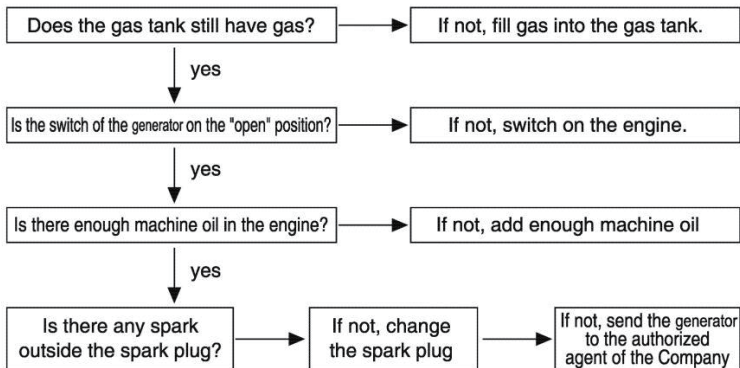 Does the gas tank still have gas?
If not, fill gas into the gas tank.
yes
Is the switch of the generator on the "open" position?
If not, switch on the engine.
yes
Is there enough machine oil in the engine?
If not, add enough machine oil
yes
Is there any spark
outside the spark plug?
If not, change
the spark plug
If not, send the generator
to the authorized
agent of the Company